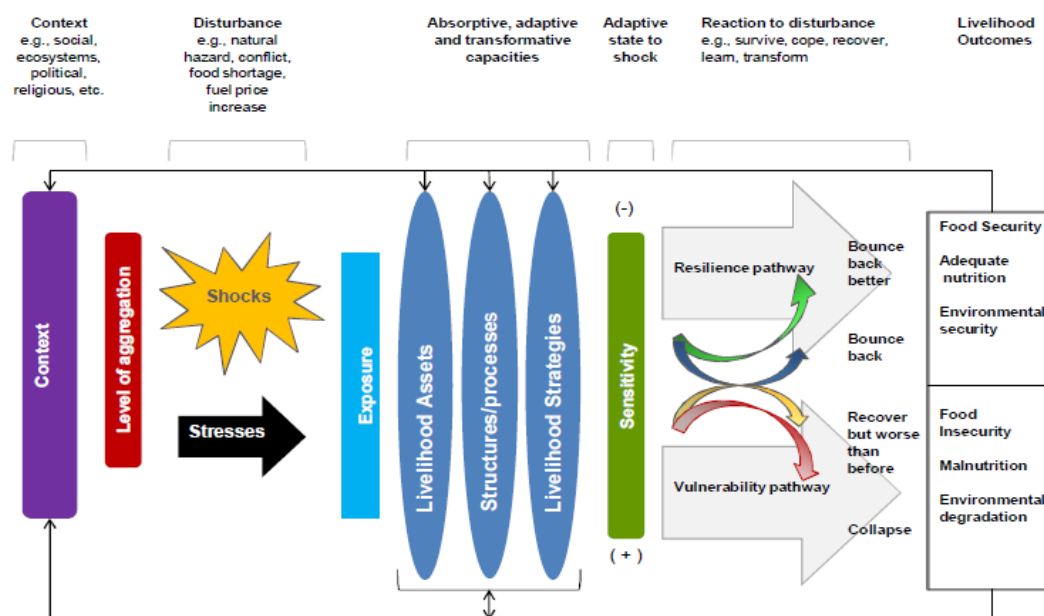 Context
e.g., social,
ecosystems,
political,
religious, etc.
Disturbance
e.g., natural
hazard, conflict,
food shortage,
fuel price
increase
Absorptive, adaptive
and transformative
capacities
Adaptive
state to
shock
Reaction to disturbance
e.g., survive, cope, recover,
learn, transform
Livelihood
Outcomes
Context
Level of aggregation
Shocks
Stresses
Exposure
Livelihood Assets
Structures/processes
Livelihood Strategies
(-)
Sensitivity
(+)
Resilience pathway
Bounce
back
better
Bounce
back
Recover
but worse
than
before
Vulnerability pathway
Collapse
Food Security
Adequate
nutrition
Environmental
security
Food
Insecurity
Malnutrition
Environmental
degradation